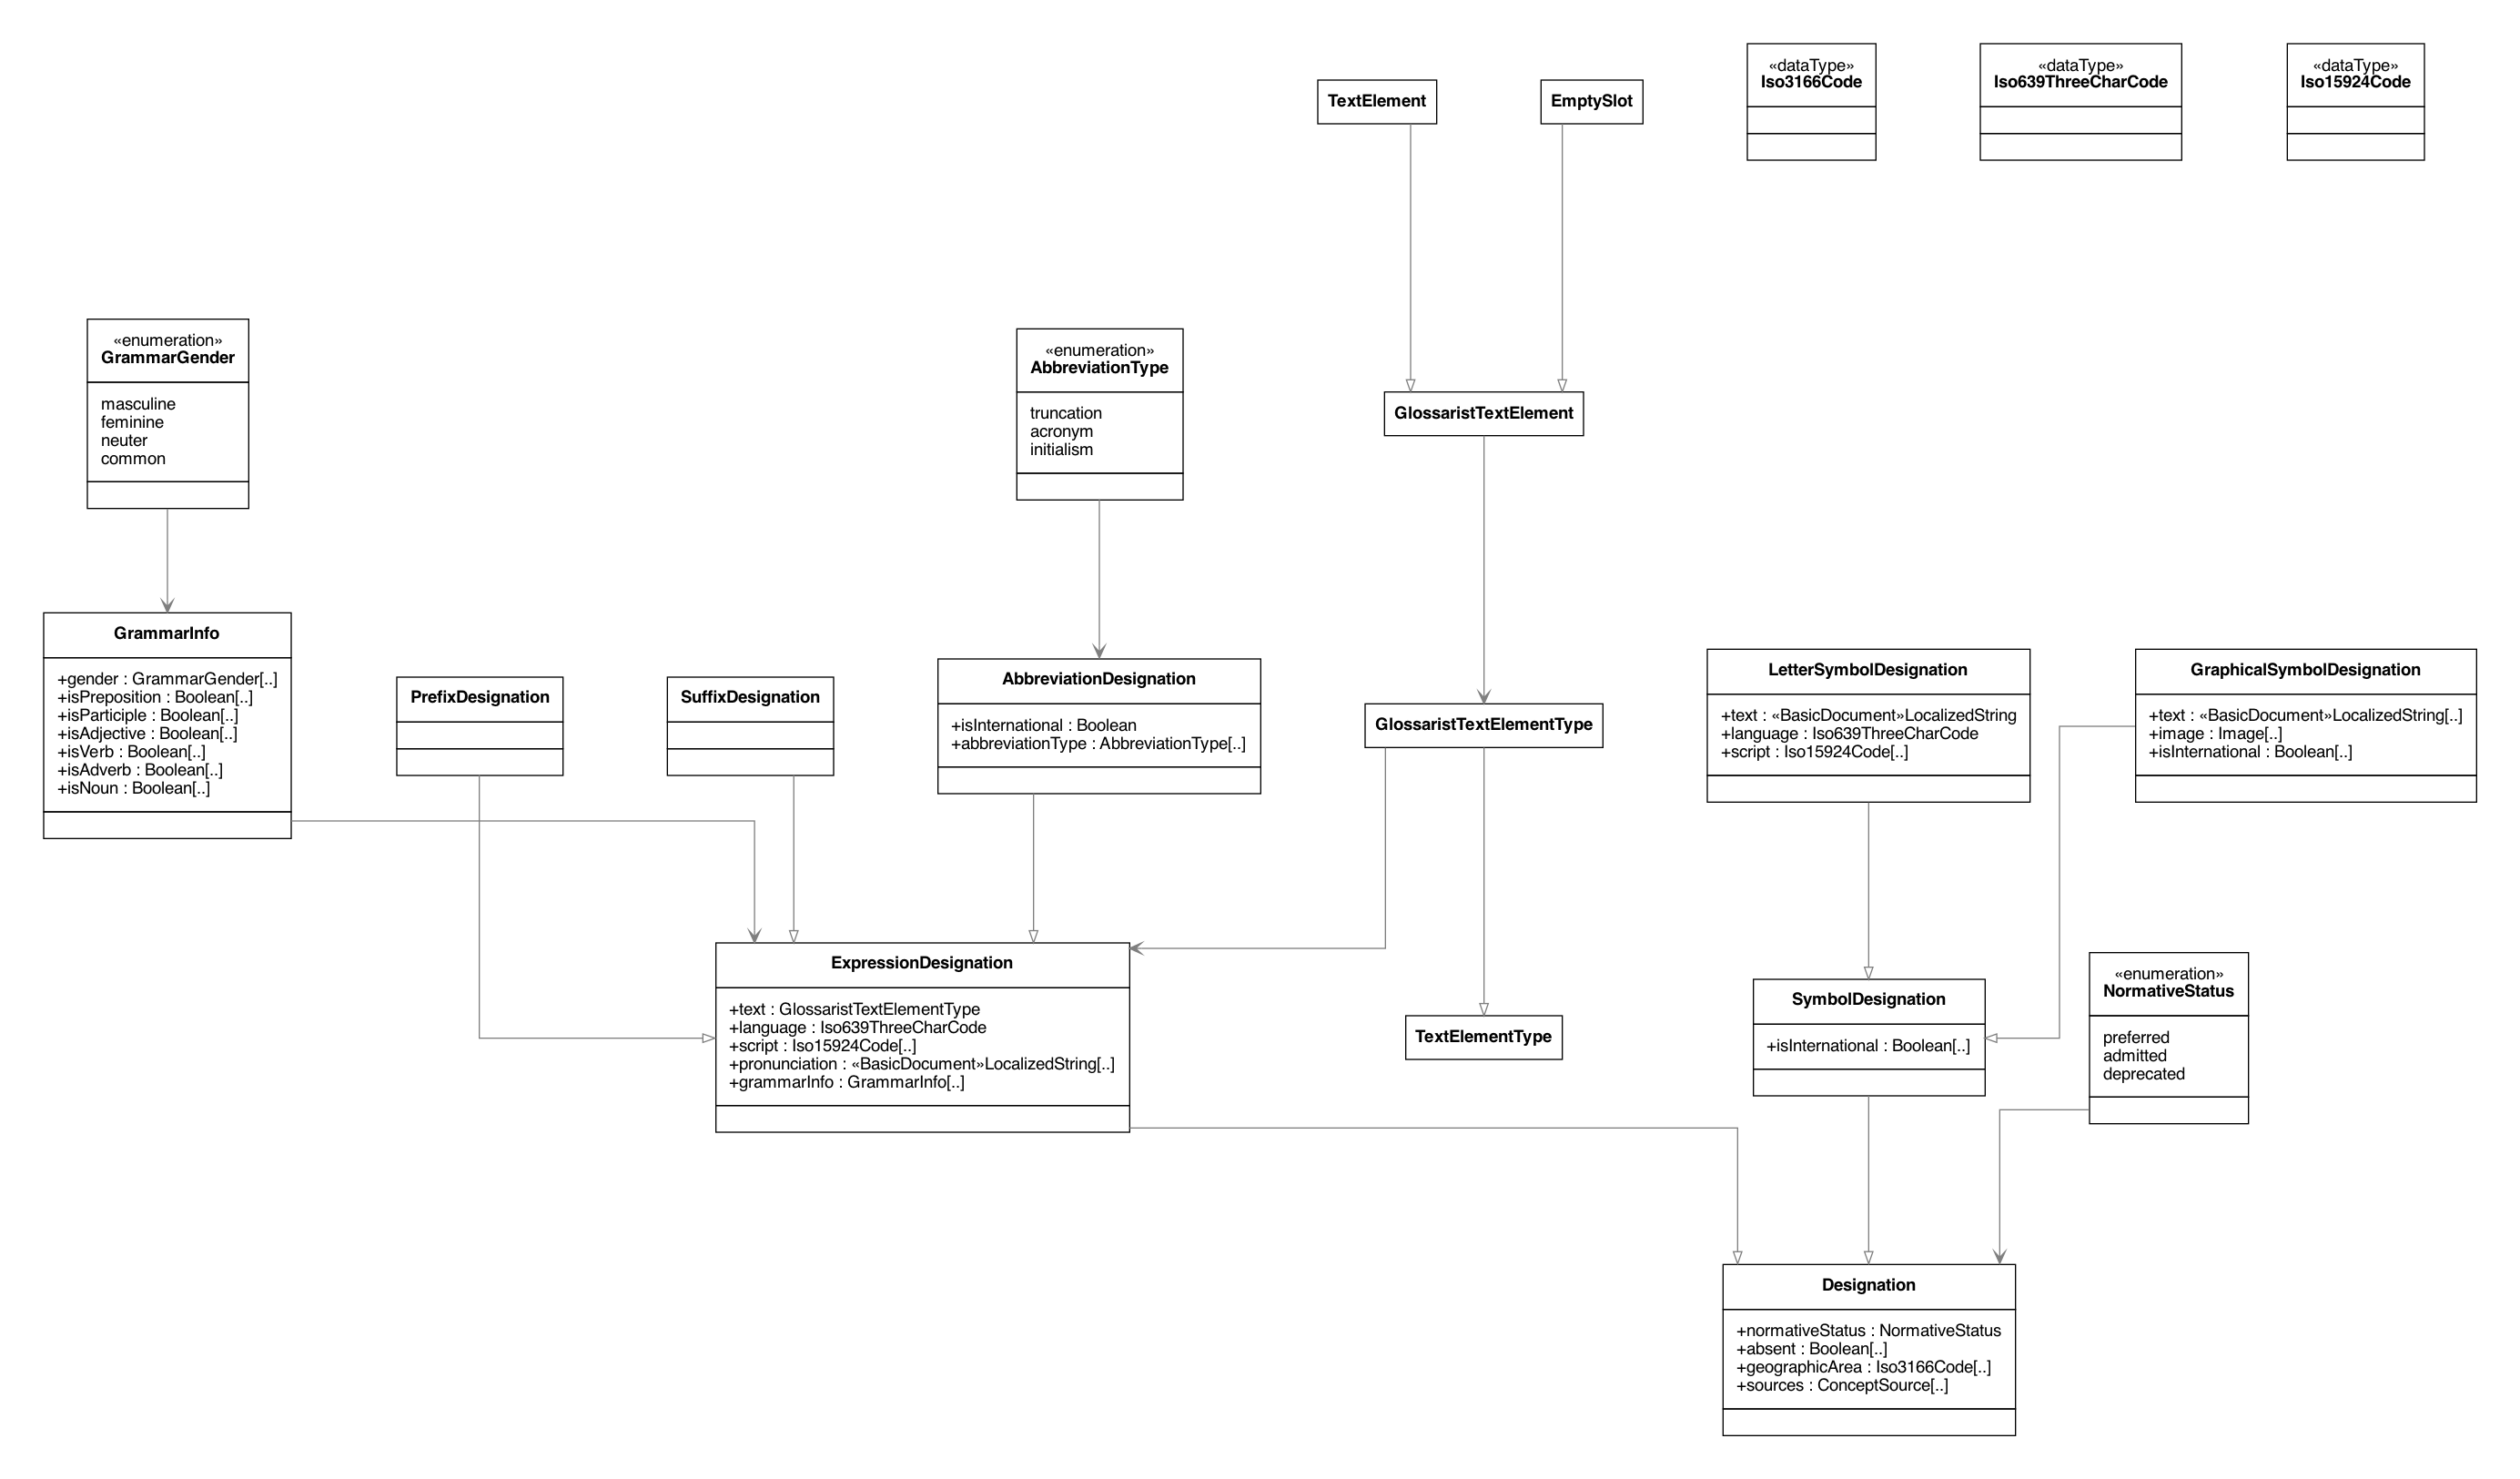 «dataType»
Iso3166Code
«dataType»
Iso639ThreeCharCode
«dataType»
Iso15924Code
TextElement
EmptySlot
«enumeration»
GrammarGender
masculine
feminine
neuter
common
«enumeration»
AbbreviationType
truncation
acronym
initialism
GlossaristTextElement
GrammarInfo
+gender : GrammarGender[..]
+isPreposition : Boolean[..]
+isParticiple : Boolean[..]
+isAdjective : Boolean[..]
+isVerb : Boolean[..]
+isAdverb : Boolean[..]
+isNoun : Boolean[..]
PrefixDesignation
SuffixDesignation
AbbreviationDesignation
+isInternational : Boolean
+abbreviationType : AbbreviationType[..]
GlossaristTextElementType
LetterSymbolDesignation
+text : «BasicDocument»LocalizedString
+language : Iso639ThreeCharCode
+script : Iso15924Code[..]
GraphicalSymbolDesignation
+text : «BasicDocument»LocalizedString[..]
+image : Image[..]
+isInternational : Boolean[..]
ExpressionDesignation
+text : GlossaristTextElementType
+language : Iso639ThreeCharCode
+script : Iso15924Code[..]
+pronunciation : «BasicDocument»LocalizedString[..]
+grammarInfo : GrammarInfo[..]
TextElementType
SymbolDesignation
+isInternational : Boolean[..]
«enumeration»
NormativeStatus
preferred
admitted
deprecated
Designation
+normativeStatus : NormativeStatus
+absent : Boolean[..]
+geographicArea : Iso3166Code[..]
+sources : ConceptSource[..]